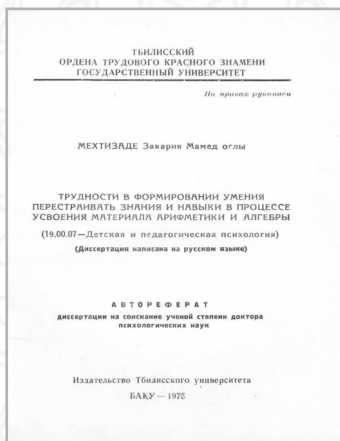 ТБИЛИССКИЙ
ОРДЕНА ТРУДОВОГО КРАСНОГО ЗНАМЕНИ
ГОСУДАРСТВЕННЫЙ УНИВЕРСИТЕТ
На правах рукописи
МЕХТИЗАДЕ Закария Мамед оглы
ТРУДНОСТИ В ФОРМИРОВАНИИ УМЕНИЯ
ПЕРЕСТРАИВАТЬ ЗНАНИЯ И НАВЫКИ В ПРОЦЕССЕ
УСВОЕНИЯ МАТЕРИАЛА АРИФМЕТИКИ И АЛГЕБРЫ
(19.00.07—Детская и педагогическая психология)
(Диссертация написана на русском языке)
АВТОРЕФЕРАТ
диссертации на соискание ученой степени доктора
психологических наук
Издательство Тбилисского университета
БАКУ — 1975